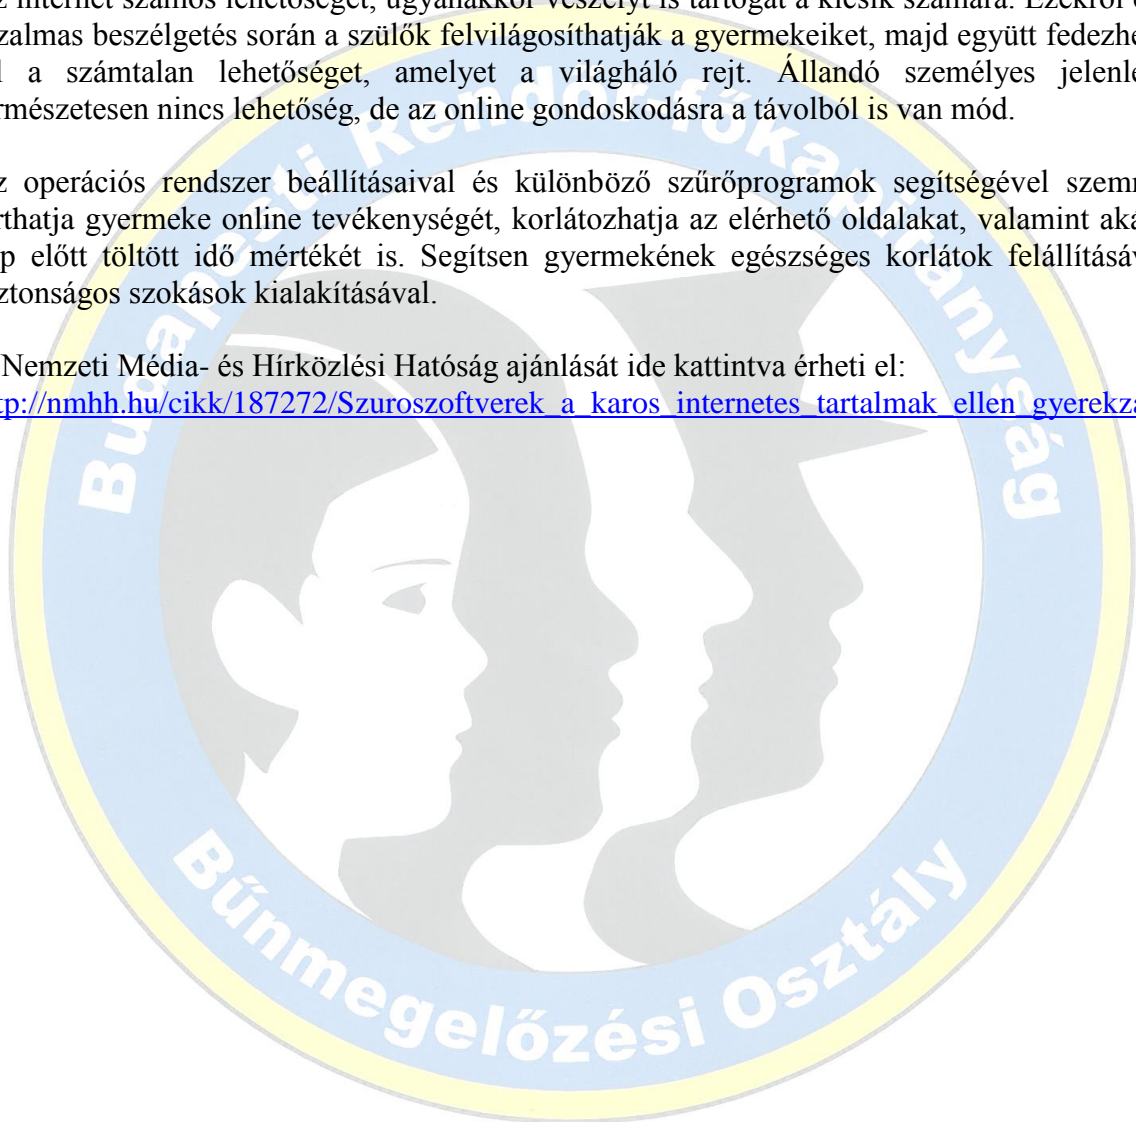 z internet számos lehetőséget, ugyanakkor veszélyt is tartogat a kicsik számára. Ezekről
zalmas beszélgetés során a szülők felvilágosíthatják a gyermekeiket, majd együtt fedezhe
l a számtalan lehetőséget, amelyet a világháló rejt. Állandó személyes jelenlé
rmészetesen nincs lehetőség, de az online gondoskodásra a távolból is van mód.
z operációs rendszer beállításaival és különböző szűrőprogramok segítségével szemm
rthatja gyermeke online tevékenységét, korlátozhatja az elérhető oldalakat, valamint aká
p előtt töltött idő mértékét is. Segítsen gyermekének egészséges korlátok felállításáv
ztonságos szokások kialakításával.
Nemzeti Média- és Hírközlési Hatóság ajánlását ide kattintva érheti el:
tp://nmhh.hu/cikk/187272/Szuroszoftverek_a_karos_internetes_tartalmak_ellen_gyerekza
Budapesti Rendőr-főkapitányság
Bűnmegelőzési Osztály